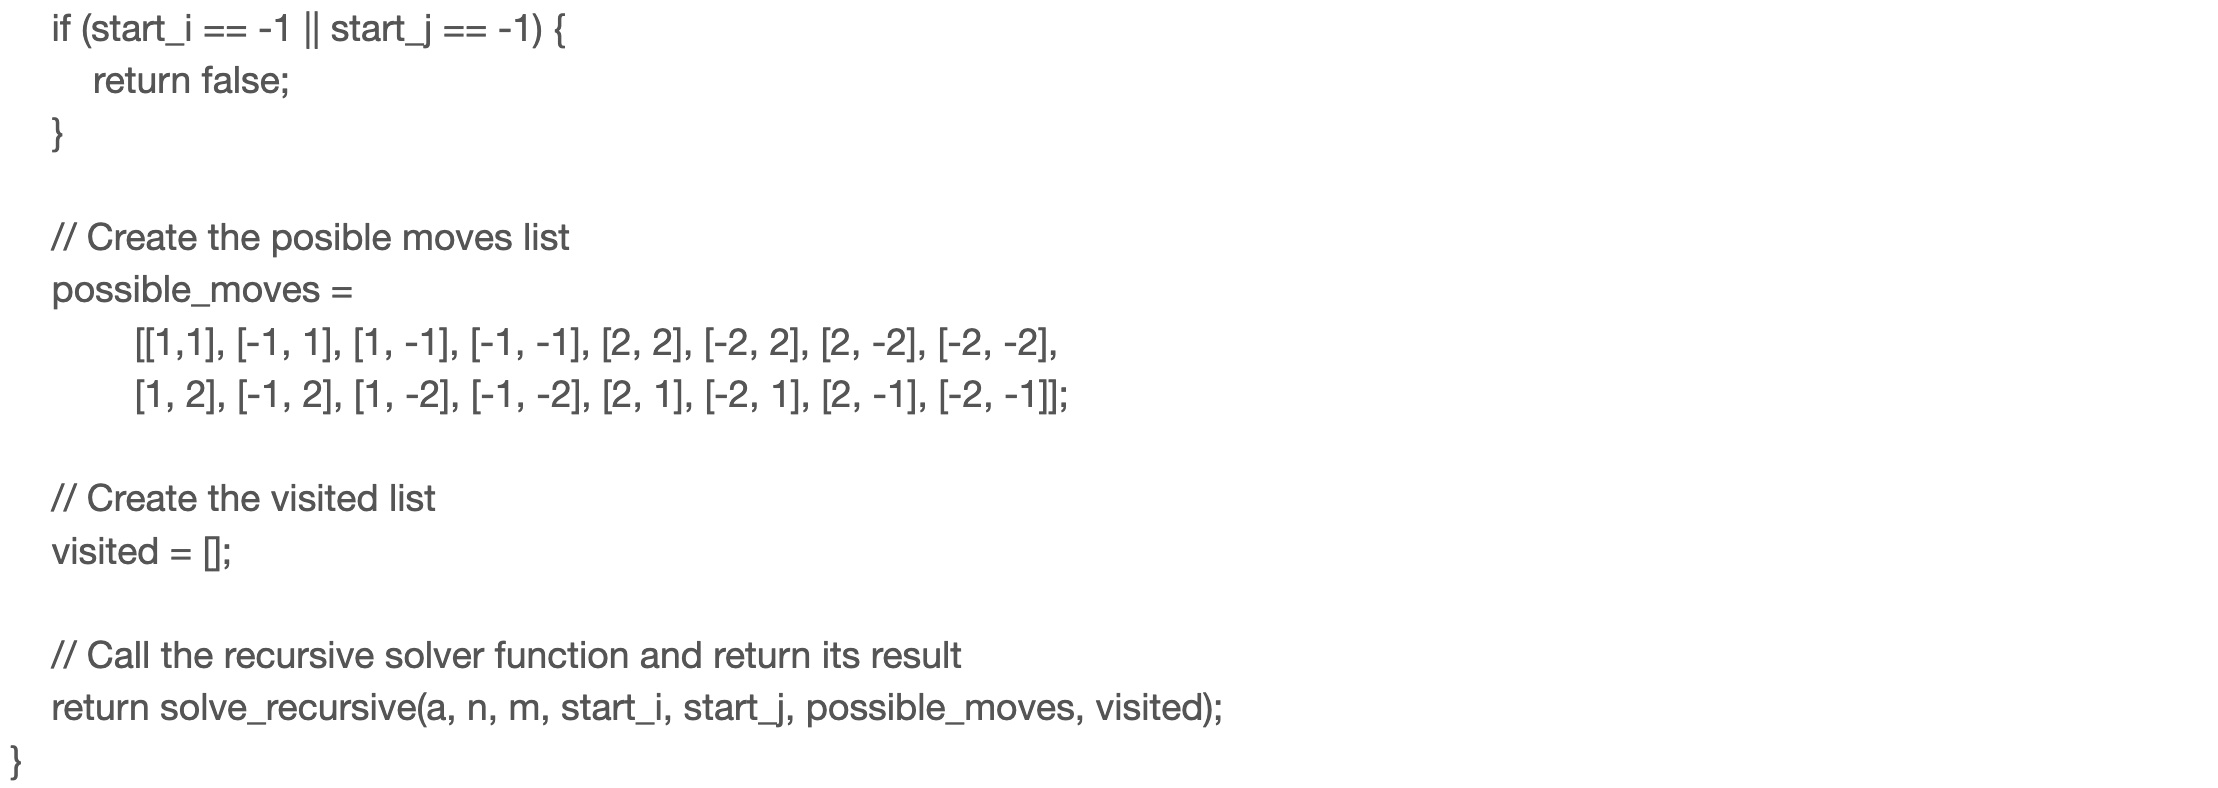 if (start_i == -1 || start_j == -1) {
return false;
}
// Create the posible moves list
possible_moves =
[[1,1], [-1, 1], [1, -1], [-1, -1], [2, 2], [-2, 2], [2, -2], [-2, -2],
[1, 2], [-1, 2], [1, -2], [-1, -2], [2, 1], [-2, 1], [2, -1], [-2, -1]];
// Create the visited list
visited = [];
// Call the recursive solver function and return its result
return solve_recursive(a, n, m, start_i, start_j, possible_moves, visited);
}